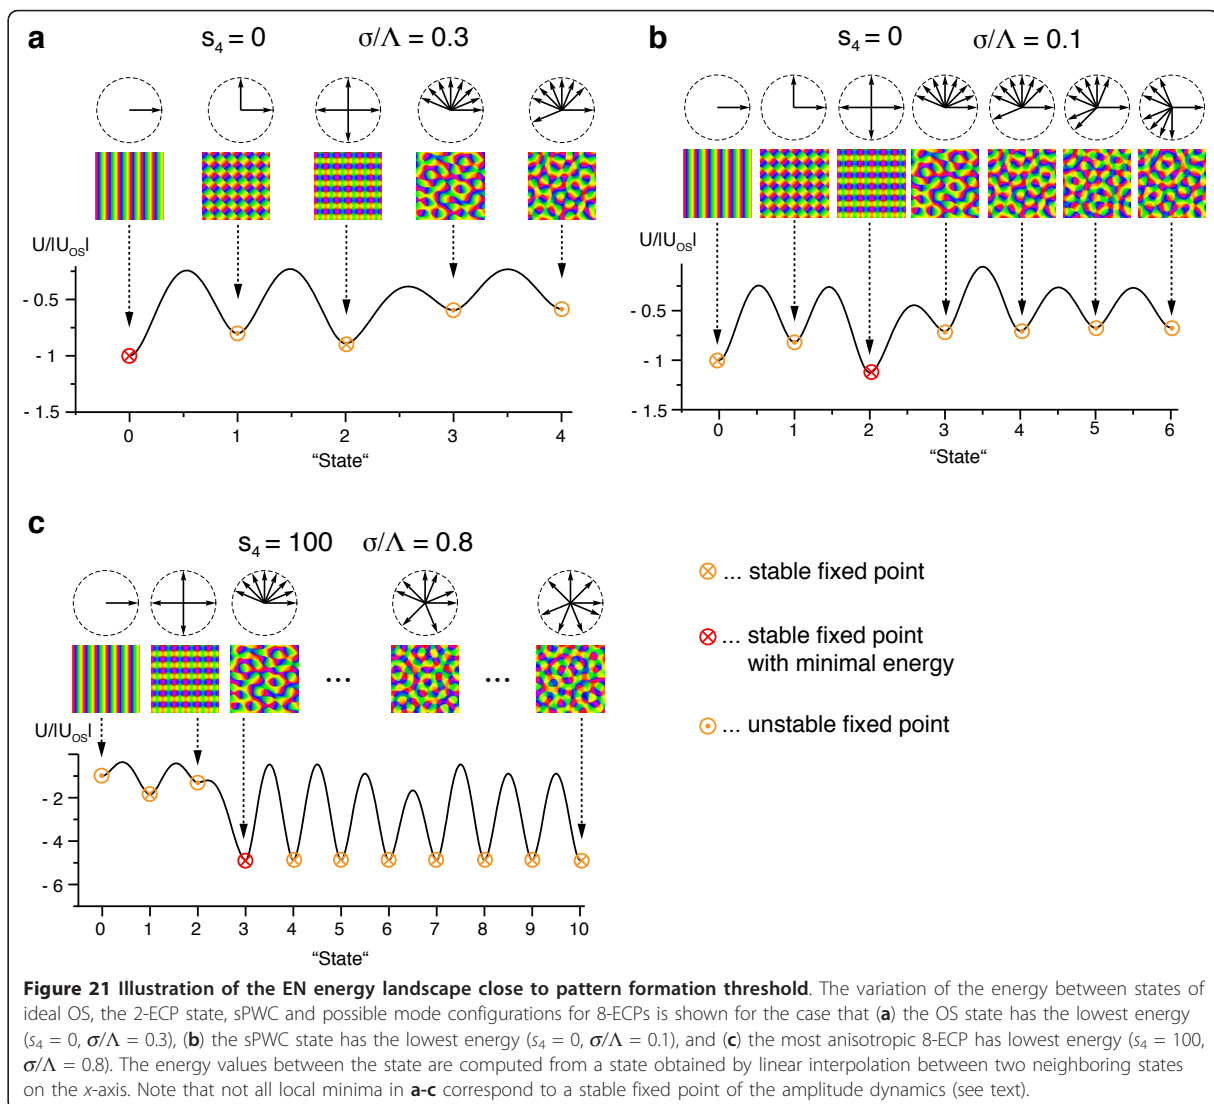 a
s₄ = 0 σ/Λ = 0.3
U/|U_OS|
- 0.5
- 1
- 1.5
0 1 2 3 4
“State“
b
s₄ = 0 σ/Λ = 0.1
U/|U_OS|
- 0.5
- 1
- 1.5
0 1 2 3 4 5 6
“State“
c
s₄ = 100 σ/Λ = 0.8
... ...
U/|U_OS|
- 2
- 4
- 6
0 1 2 3 4 5 6 7 8 9 10
“State“
... stable fixed point
... stable fixed point
with minimal energy
... unstable fixed point
Figure 21 Illustration of the EN energy landscape close to pattern formation threshold. The variation of the energy between states of
ideal OS, the 2-ECP state, sPWC and possible mode configurations for 8-ECPs is shown for the case that (a) the OS state has the lowest energy
(s₄ = 0, σ/Λ = 0.3), (b) the sPWC state has the lowest energy (s₄ = 0, σ/Λ = 0.1), and (c) the most anisotropic 8-ECP has lowest energy (s₄ = 100,
σ/Λ = 0.8). The energy values between the state are computed from a state obtained by linear interpolation between two neighboring states
on the x-axis. Note that not all local minima in a-c correspond to a stable fixed point of the amplitude dynamics (see text).